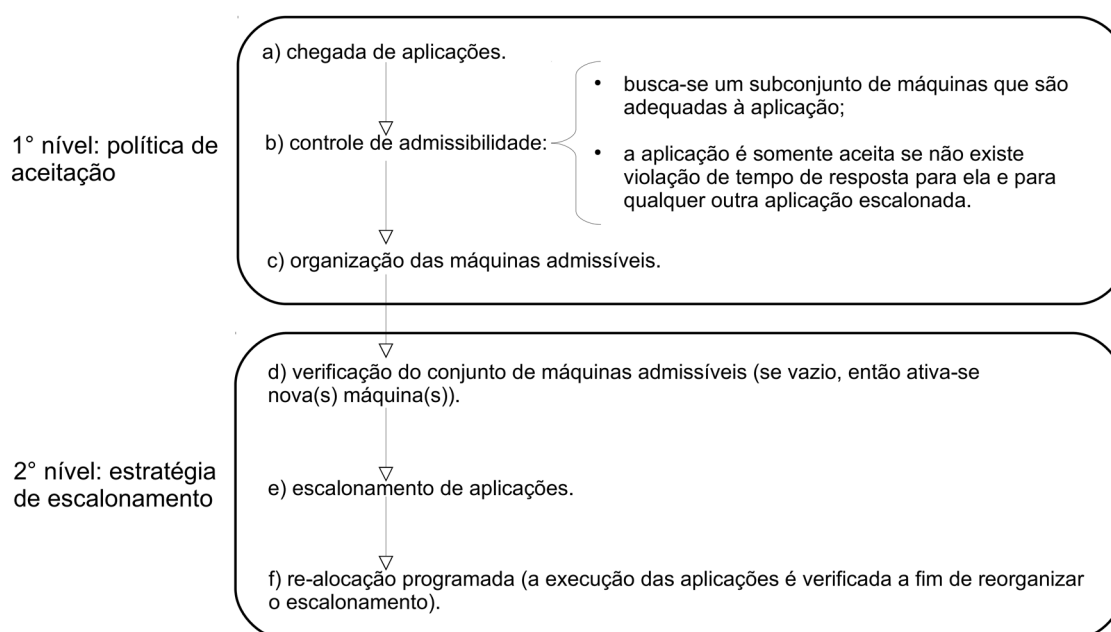 1° nível: política de
aceitação
a) chegada de aplicações.
b) controle de admissibilidade:
• busca-se um subconjunto de máquinas que são
adequadas à aplicação;
• a aplicação é somente aceita se não existe
violação de tempo de resposta para ela e para
qualquer outra aplicação escalonada.
c) organização das máquinas admissíveis.
2° nível: estratégia
de escalonamento
d) verificação do conjunto de máquinas admissíveis (se vazio, então ativa-se
nova(s) máquina(s)).
e) escalonamento de aplicações.
f) re-alocação programada (a execução das aplicações é verificada a fim de reorganizar
o escalonamento).